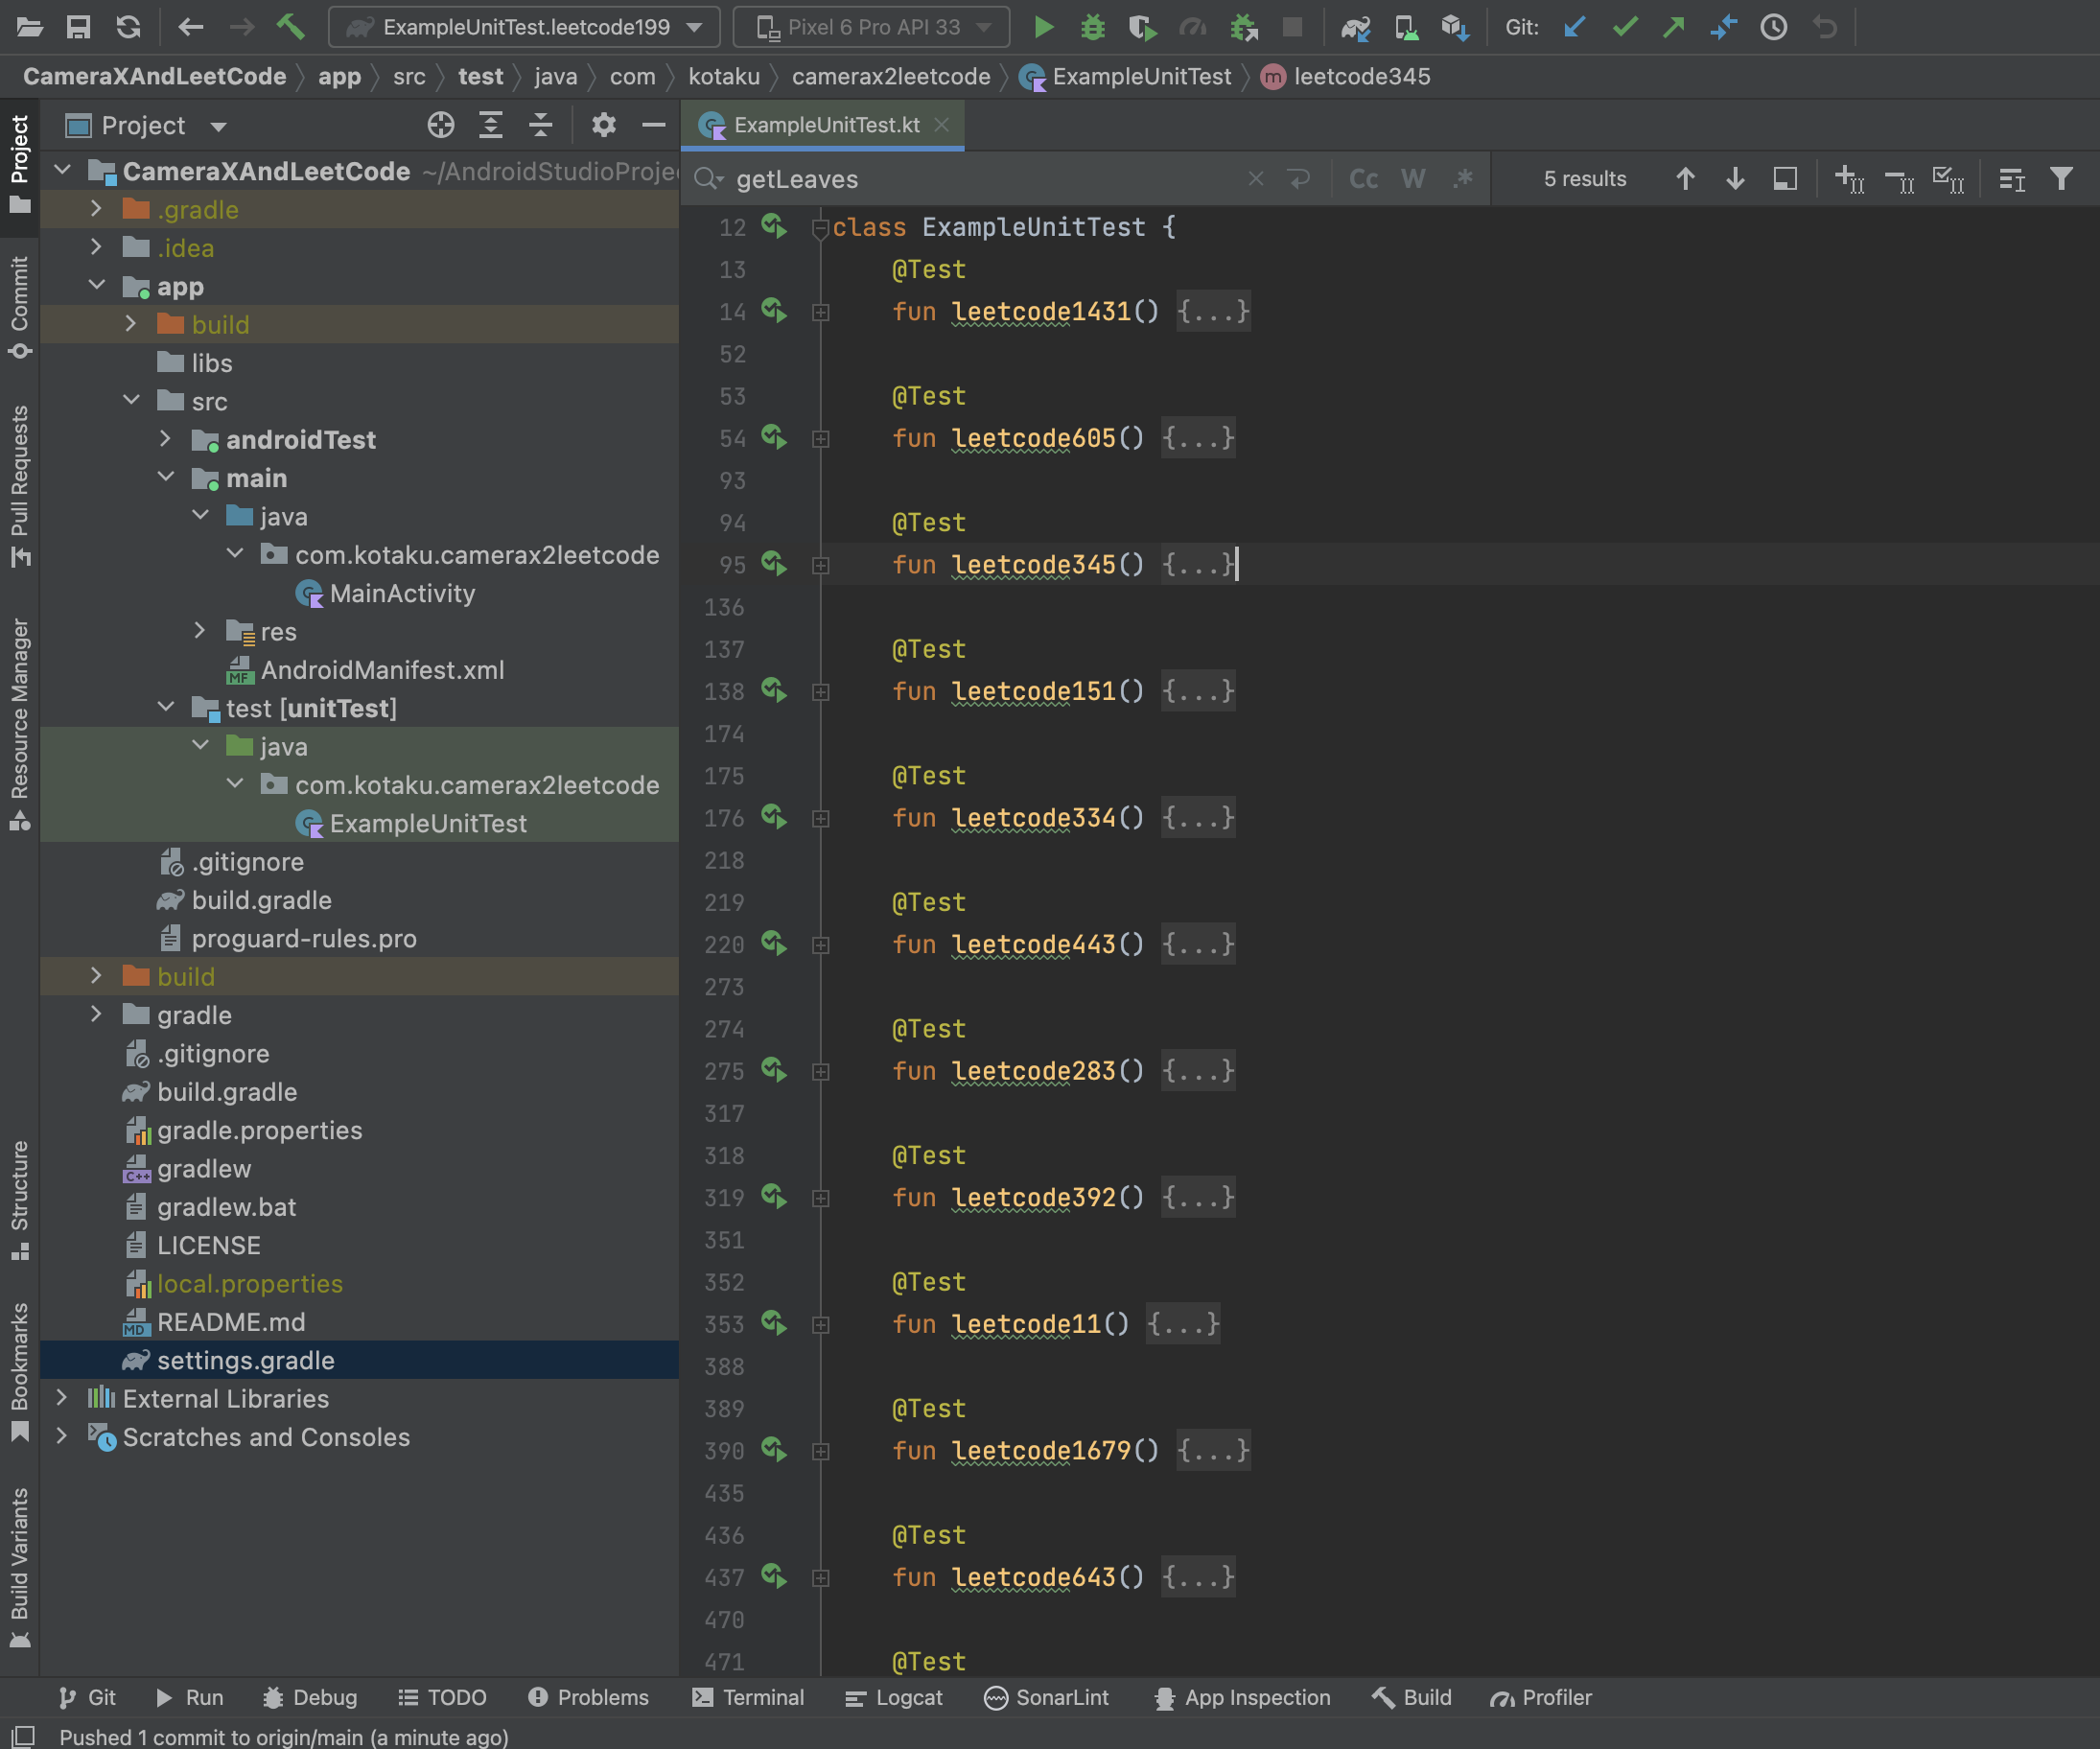 ExampleUnitTest.leetcode199
Pixel 6 Pro API 33
Git:
CameraXAndLeetCode
app
src
test
java
com
kotaku
camerax2leetcode
ExampleUnitTest
m
leetcode345
Project
Commit
Pull Requests
Resource Manager
Structure
Bookmarks
Build Variants
Project
CameraXAndLeetCode ~/AndroidStudioProje
.gradle
.idea
app
build
libs
src
androidTest
main
java
com.kotaku.camerax2leetcode
MainActivity
res
MF AndroidManifest.xml
test [unitTest]
java
com.kotaku.camerax2leetcode
ExampleUnitTest
.gitignore
build.gradle
proguard-rules.pro
build
gradle
.gitignore
build.gradle
gradle.properties
C++ gradlew
gradlew.bat
LICENSE
local.properties
MD README.md
settings.gradle
External Libraries
Scratches and Consoles
ExampleUnitTest.kt
getLeaves
Cc W .*
5 results
12 class ExampleUnitTest {
13 @Test
14 fun leetcode1431() {...}
52
53 @Test
54 fun leetcode605() {...}
93
94 @Test
95 fun leetcode345() {...}
136
137 @Test
138 fun leetcode151() {...}
174
175 @Test
176 fun leetcode334() {...}
218
219 @Test
220 fun leetcode443() {...}
273
274 @Test
275 fun leetcode283() {...}
317
318 @Test
319 fun leetcode392() {...}
351
352 @Test
353 fun leetcode11() {...}
388
389 @Test
390 fun leetcode1679() {...}
435
436 @Test
437 fun leetcode643() {...}
470
471 @Test
Git
Run
Debug
TODO
Problems
Terminal
Logcat
SonarLint
App Inspection
Build
Profiler
Pushed 1 commit to origin/main (a minute ago)